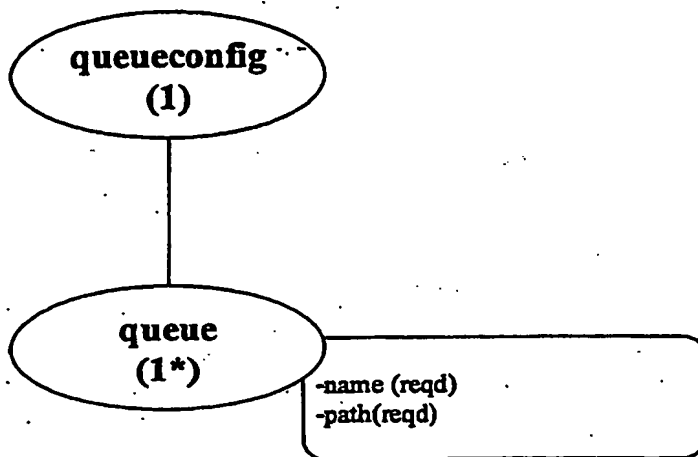 queueconfig
(1)
queue
(1*)
-name (reqd)
-path(reqd)